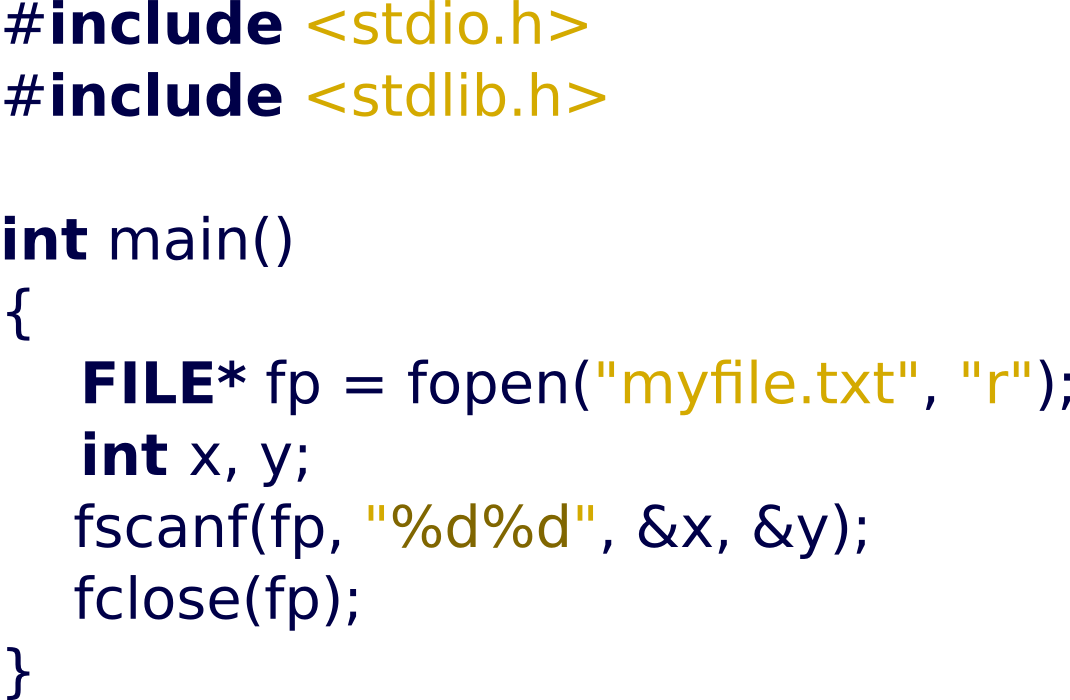 #include <stdio.h>
#include <stdlib.h>

int main()
{
    FILE* fp = fopen("myfile.txt", "r");
    int x, y;
    fscanf(fp, "%d%d", &x, &y);
    fclose(fp);
}